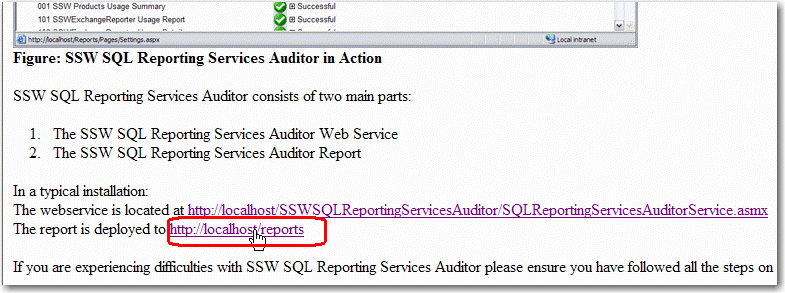 001 SSW Products Usage Summary Successful
101 SSWExchangeReporter Usage Report Successful
http://localhost/Reports/Pages/Settings.aspx Local intranet
Figure: SSW SQL Reporting Services Auditor in Action
SSW SQL Reporting Services Auditor consists of two main parts:
1. The SSW SQL Reporting Services Auditor Web Service
2. The SSW SQL Reporting Services Auditor Report
In a typical installation:
The webservice is located at http://localhost/SSWSQLReportingServicesAuditor/SQLReportingServicesAuditorService.asmx
The report is deployed to http://localhost/reports
If you are experiencing difficulties with SSW SQL Reporting Services Auditor please ensure you have followed all the steps on